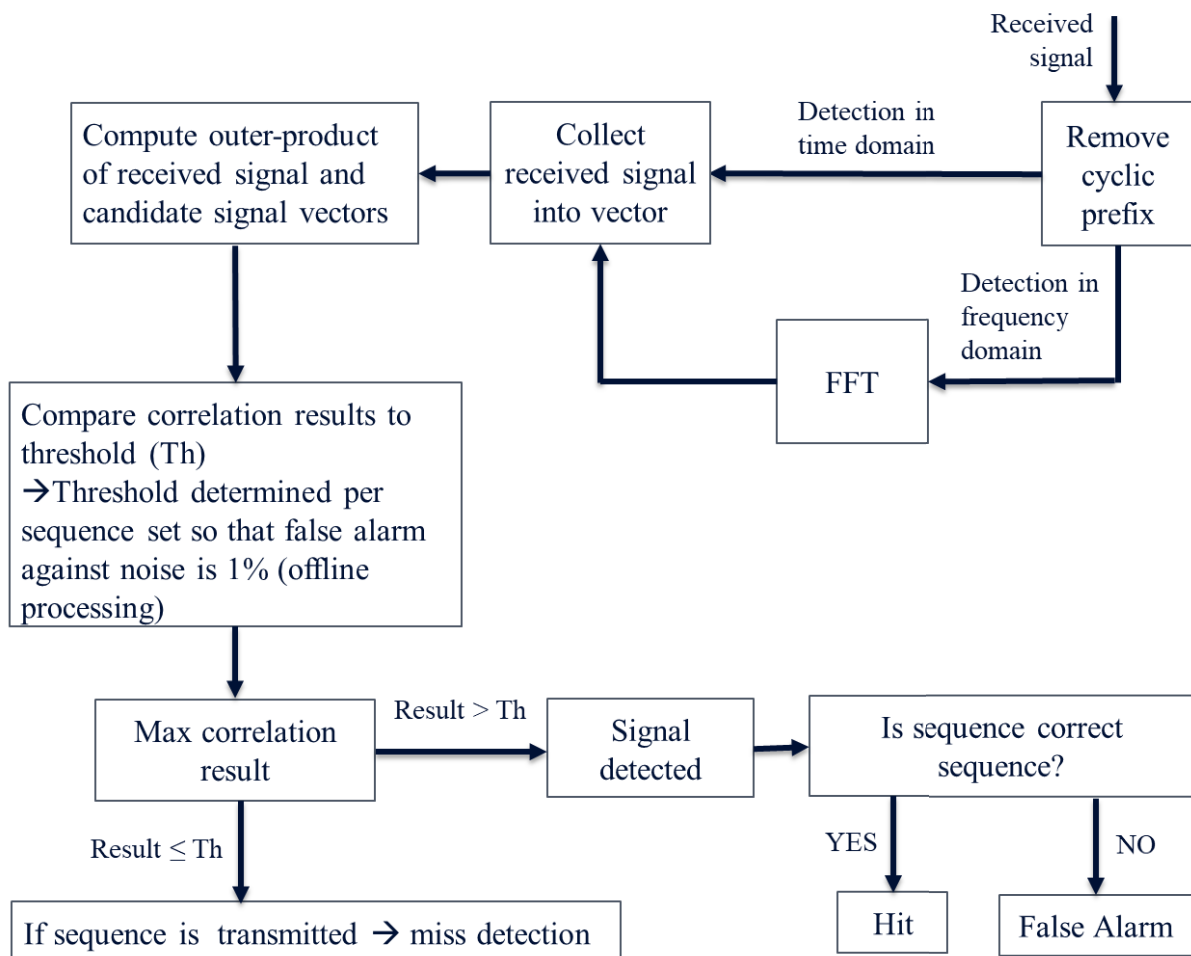 Received
signal
Remove
cyclic
prefix
Detection in
time domain
Detection in
frequency
domain
FFT
Collect
received signal
into vector
Compute outer-product
of received signal and
candidate signal vectors
Compare correlation results to
threshold (Th)
→Threshold determined per
sequence set so that false alarm
against noise is 1% (offline
processing)
Max correlation
result
Result > Th
Signal
detected
Is sequence correct
sequence?
YES
Hit
NO
False Alarm
Result ≤ Th
If sequence is transmitted → miss detection